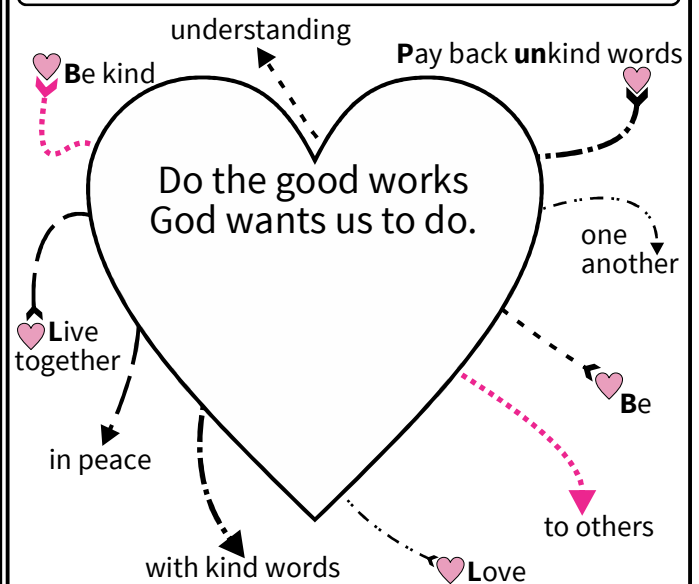 understanding
Pay back unkind words
Be kind
Do the good works
God wants us to do.
one
another
Live
together
Be
in peace
to others
with kind words
Love